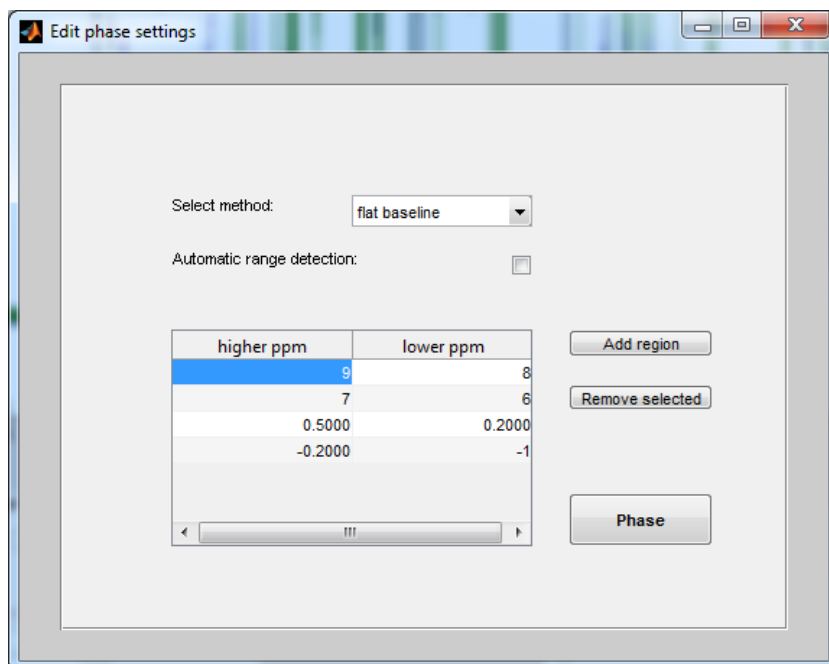 Edit phase settings
Select method: flat baseline
Automatic range detection:
higher ppm lower ppm Add region
9 8
7 6 Remove selected
0.5000 0.2000
-0.2000 -1
Phase